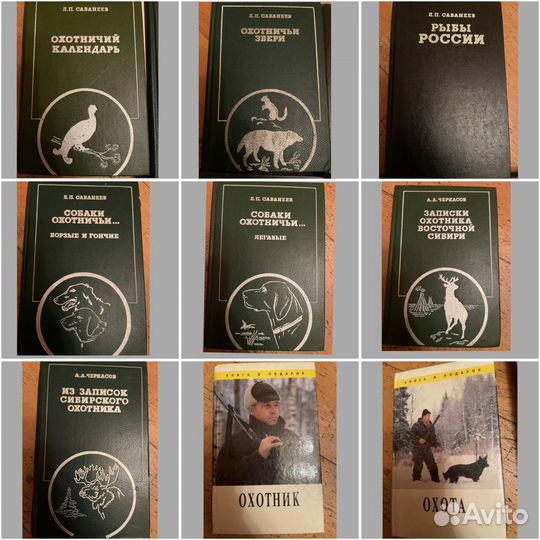 Л.П. САБАНЕЕВ
ОХОТНИЧИЙ
КАЛЕНДАРЬ
Л.П. САБАНЕЕВ
ОХОТНИЧЬИ
ЗВЕРИ
Л.П. САБАНЕЕВ
РЫБЫ
РОССИИ
Л.П. САБАНЕЕВ
СОБАКИ
ОХОТНИЧЬИ...
БОРЗЫЕ И ГОНЧИЕ
Л.П. САБАНЕЕВ
СОБАКИ
ОХОТНИЧЬИ...
ЛЕГАВЫЕ
А.А. ЧЕРКАСОВ
ЗАПИСКИ
ОХОТНИКА
ВОСТОЧНОЙ
СИБИРИ
А.А. ЧЕРКАСОВ
ИЗ ЗАПИСОК
СИБИРСКОГО
ОХОТНИКА
КНИГА В ПОДАРОК
ОХОТНИК
КНИГА В ПОДАРОК
ОХОТА
Avito